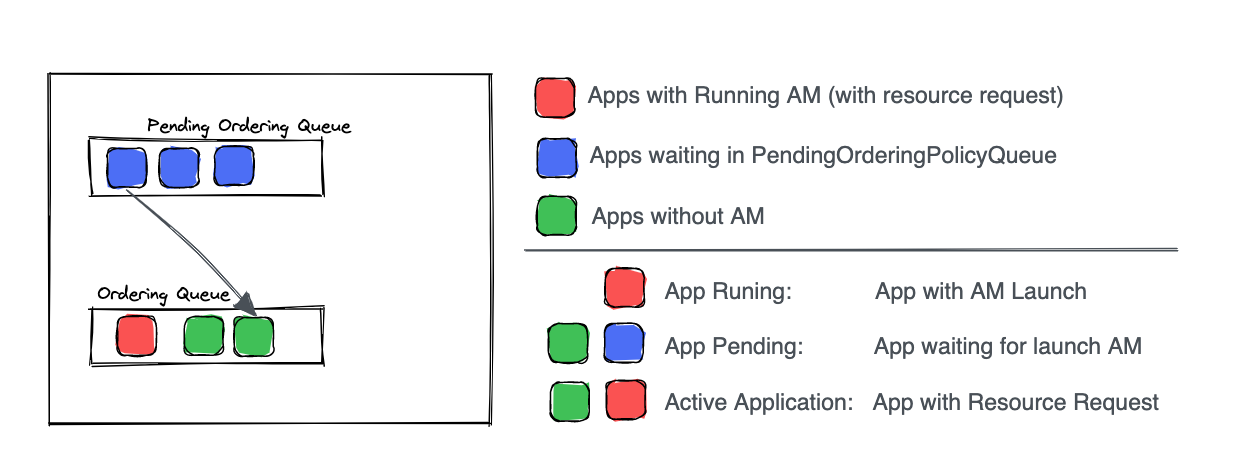 Pending Ordering Queue
Ordering Queue
Apps with Running AM (with resource request)
Apps waiting in PendingOrderingPolicyQueue
Apps without AM
App Runing: App with AM Launch
App Pending: App waiting for launch AM
Active Application: App with Resource Request